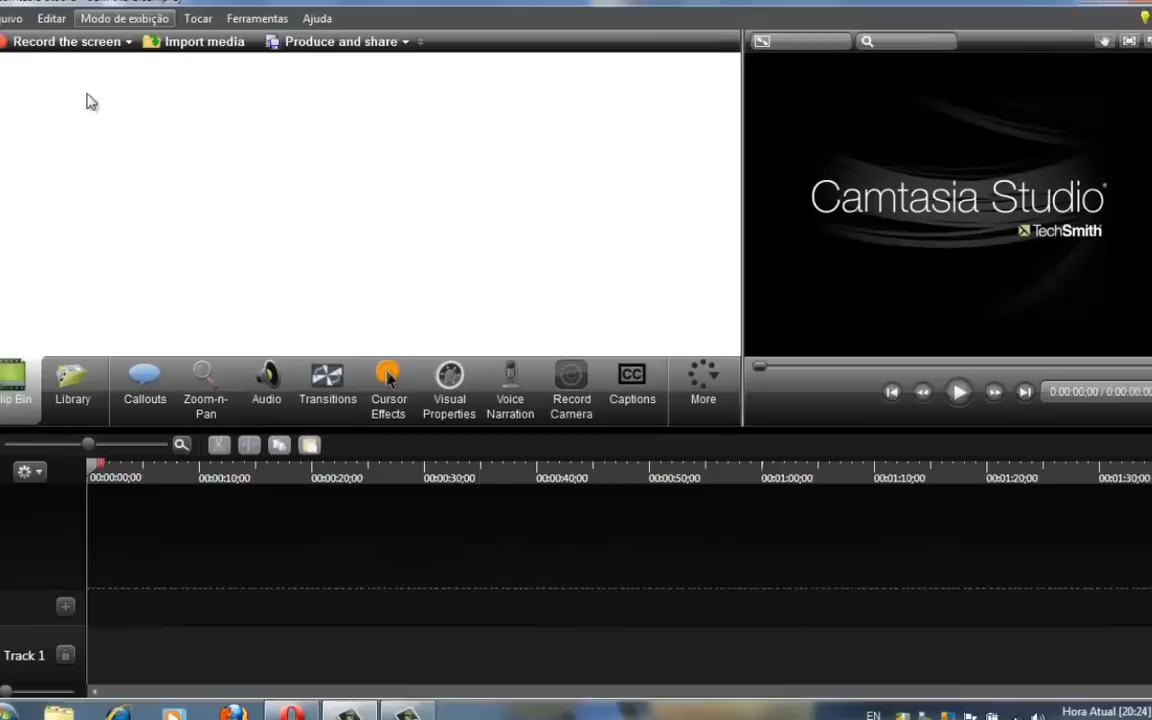 uivo Editar Modo de exibição Tocar Ferramentas Ajuda
Record the screen Import media Produce and share
Camtasia Studio®
TechSmith
lip Bin Library Callouts Zoom-n-Pan Audio Transitions Cursor Effects Visual Properties Voice Narration Record Camera Captions More
CC
0:00:00;00 / 0:00:00:00
00:00:00;00 00:00:10;00 00:00:20;00 00:00:30;00 00:00:40;00 00:00:50;00 00:01:00;00 00:01:10;00 00:01:20;00 00:01:30;00
Track 1
EN
Hora Atual [20:24]